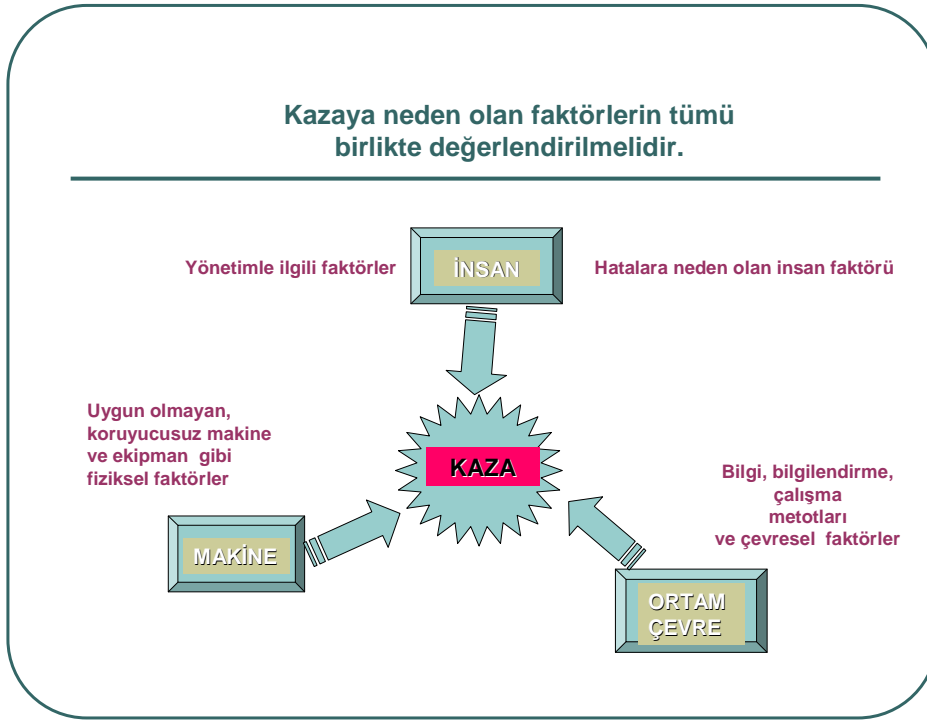 Kazaya neden olan faktörlerin tümü
birlikte değerlendirilmelidir.
Yönetimle ilgili faktörler
İNSAN
Hatalara neden olan insan faktörü
Uygun olmayan,
koruyucusuz makine
ve ekipman gibi
fiziksel faktörler
KAZA
Bilgi, bilgilendirme,
çalışma
metotları
ve çevresel faktörler
MAKİNE
ORTAM
ÇEVRE